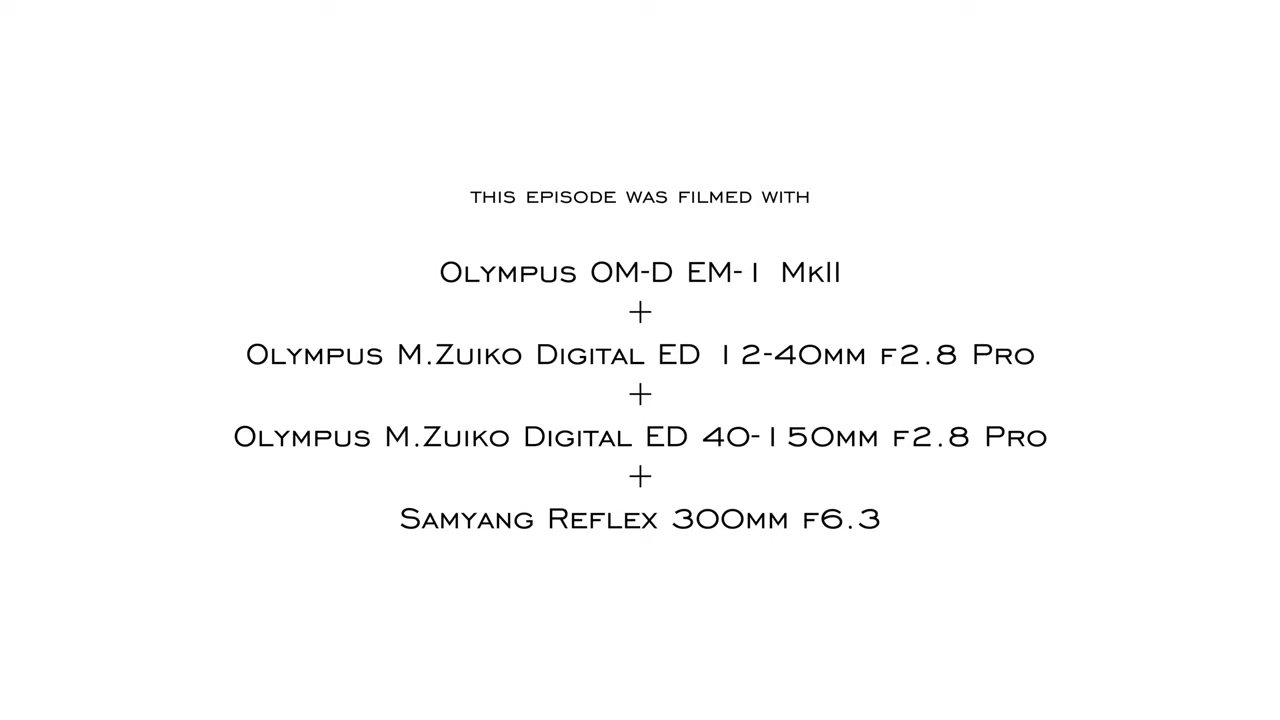 THIS EPISODE WAS FILMED WITH
OLYMPUS OM-D EM-1 MKII
+
OLYMPUS M.ZUIKO DIGITAL ED 12-40MM F2.8 PRO
+
OLYMPUS M.ZUIKO DIGITAL ED 40-150MM F2.8 PRO
+
SAMYANG REFLEX 300MM F6.3